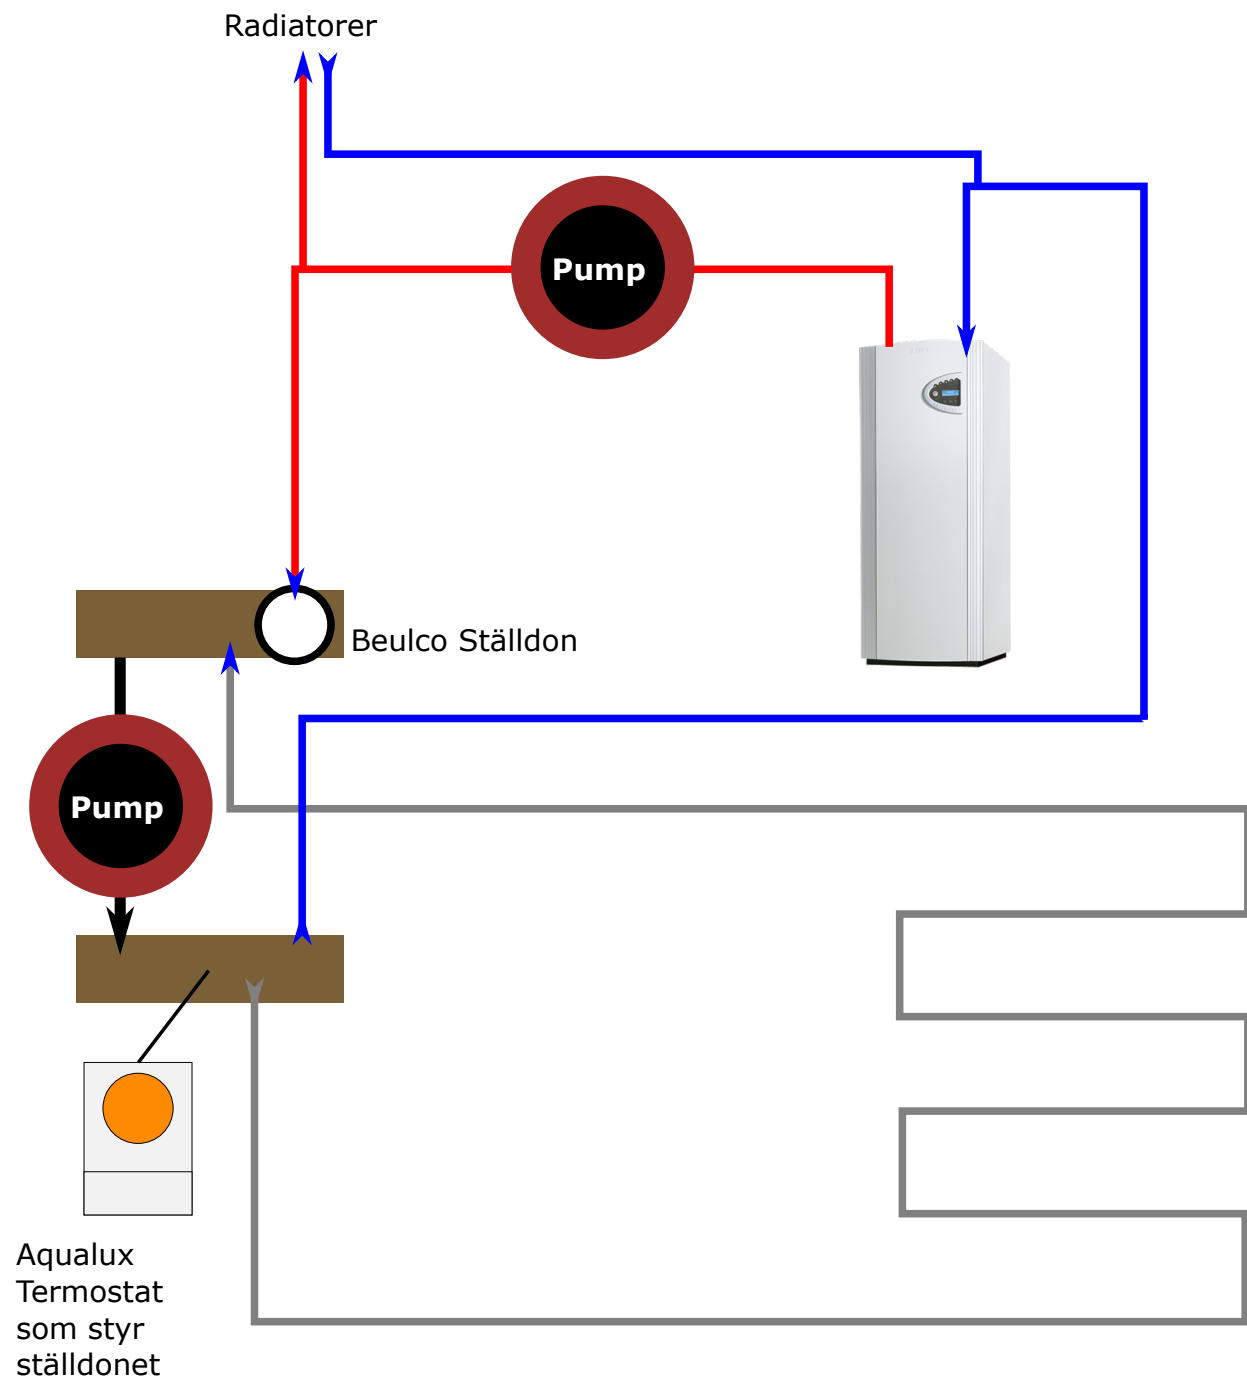 Radiatorer
Pump
Beulco Ställdon
Pump
Aqualux
Termostat
som styr
ställdonet